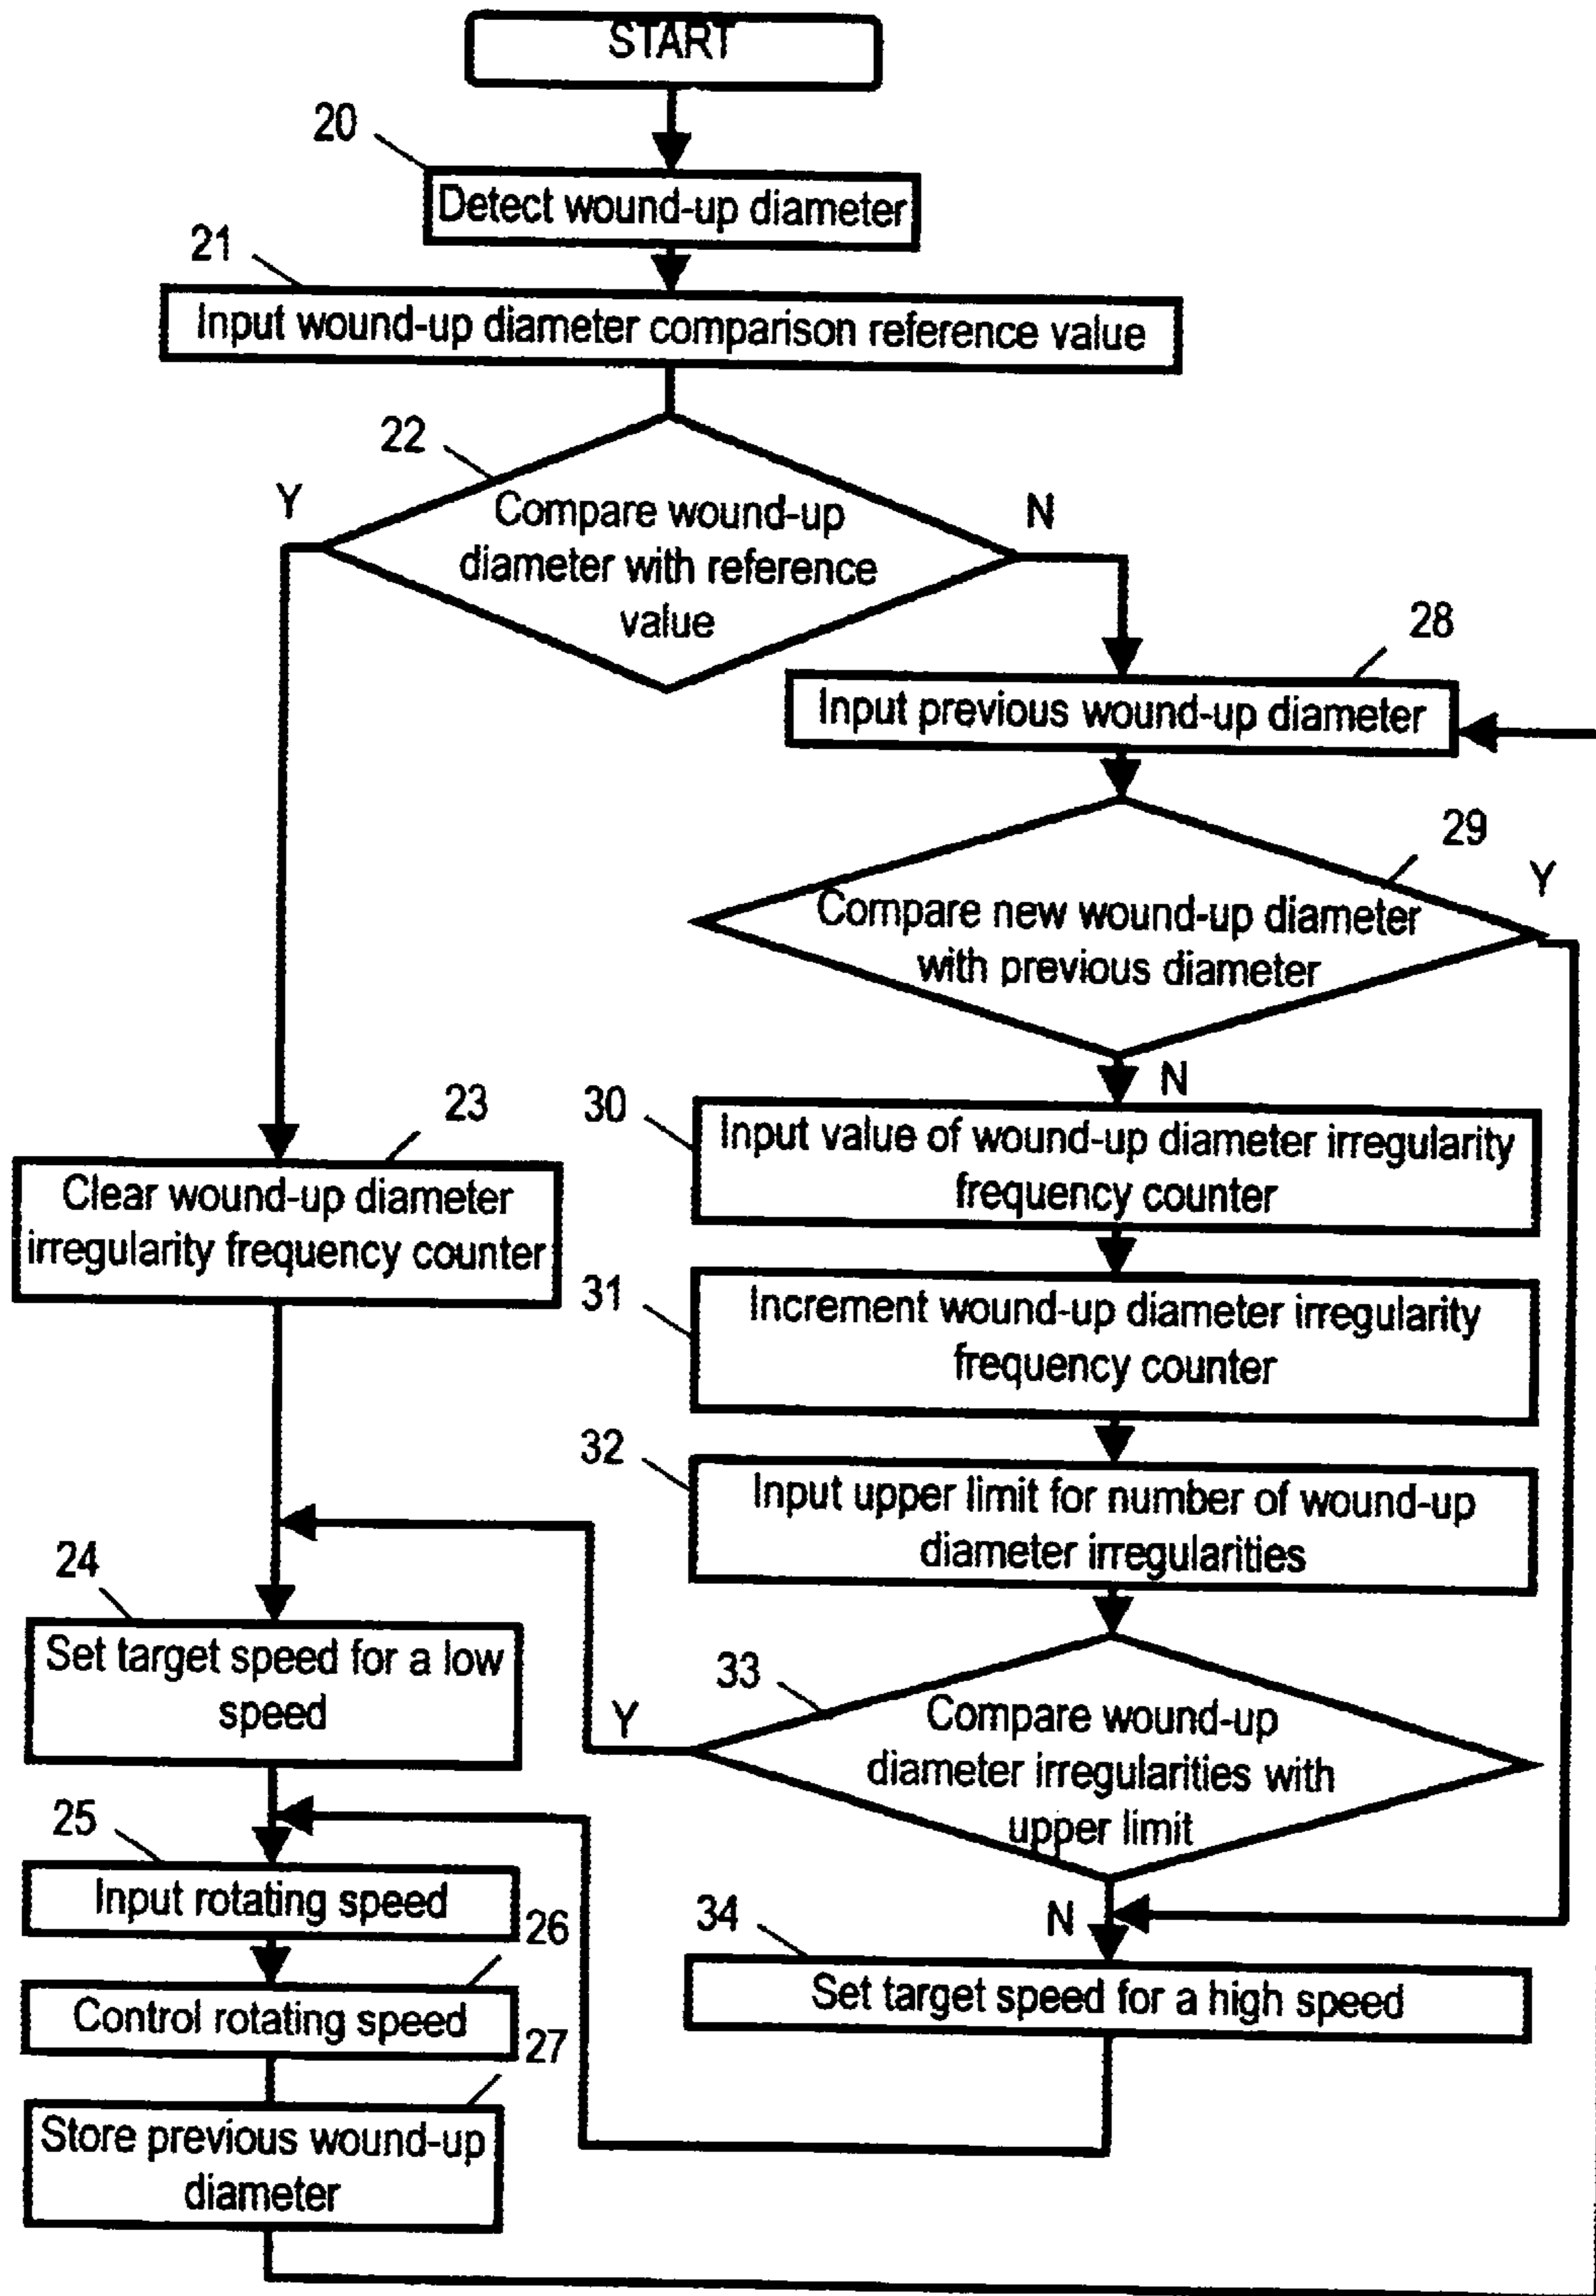 START
20
Detect wound-up diameter
21
Input wound-up diameter comparison reference value
22
Y
N
Compare wound-up
diameter with reference
value
28
Input previous wound-up diameter
29
Y
Compare new wound-up diameter
with previous diameter
N
23
Clear wound-up diameter
irregularity frequency counter
30
Input value of wound-up diameter irregularity
frequency counter
31
Increment wound-up diameter irregularity
frequency counter
32
Input upper limit for number of wound-up
diameter irregularities
24
Set target speed for a low
speed
33
Y
Compare wound-up
diameter irregularities with
upper limit
N
25
Input rotating speed
26
Control rotating speed
27
Store previous wound-up
diameter
34
Set target speed for a high speed